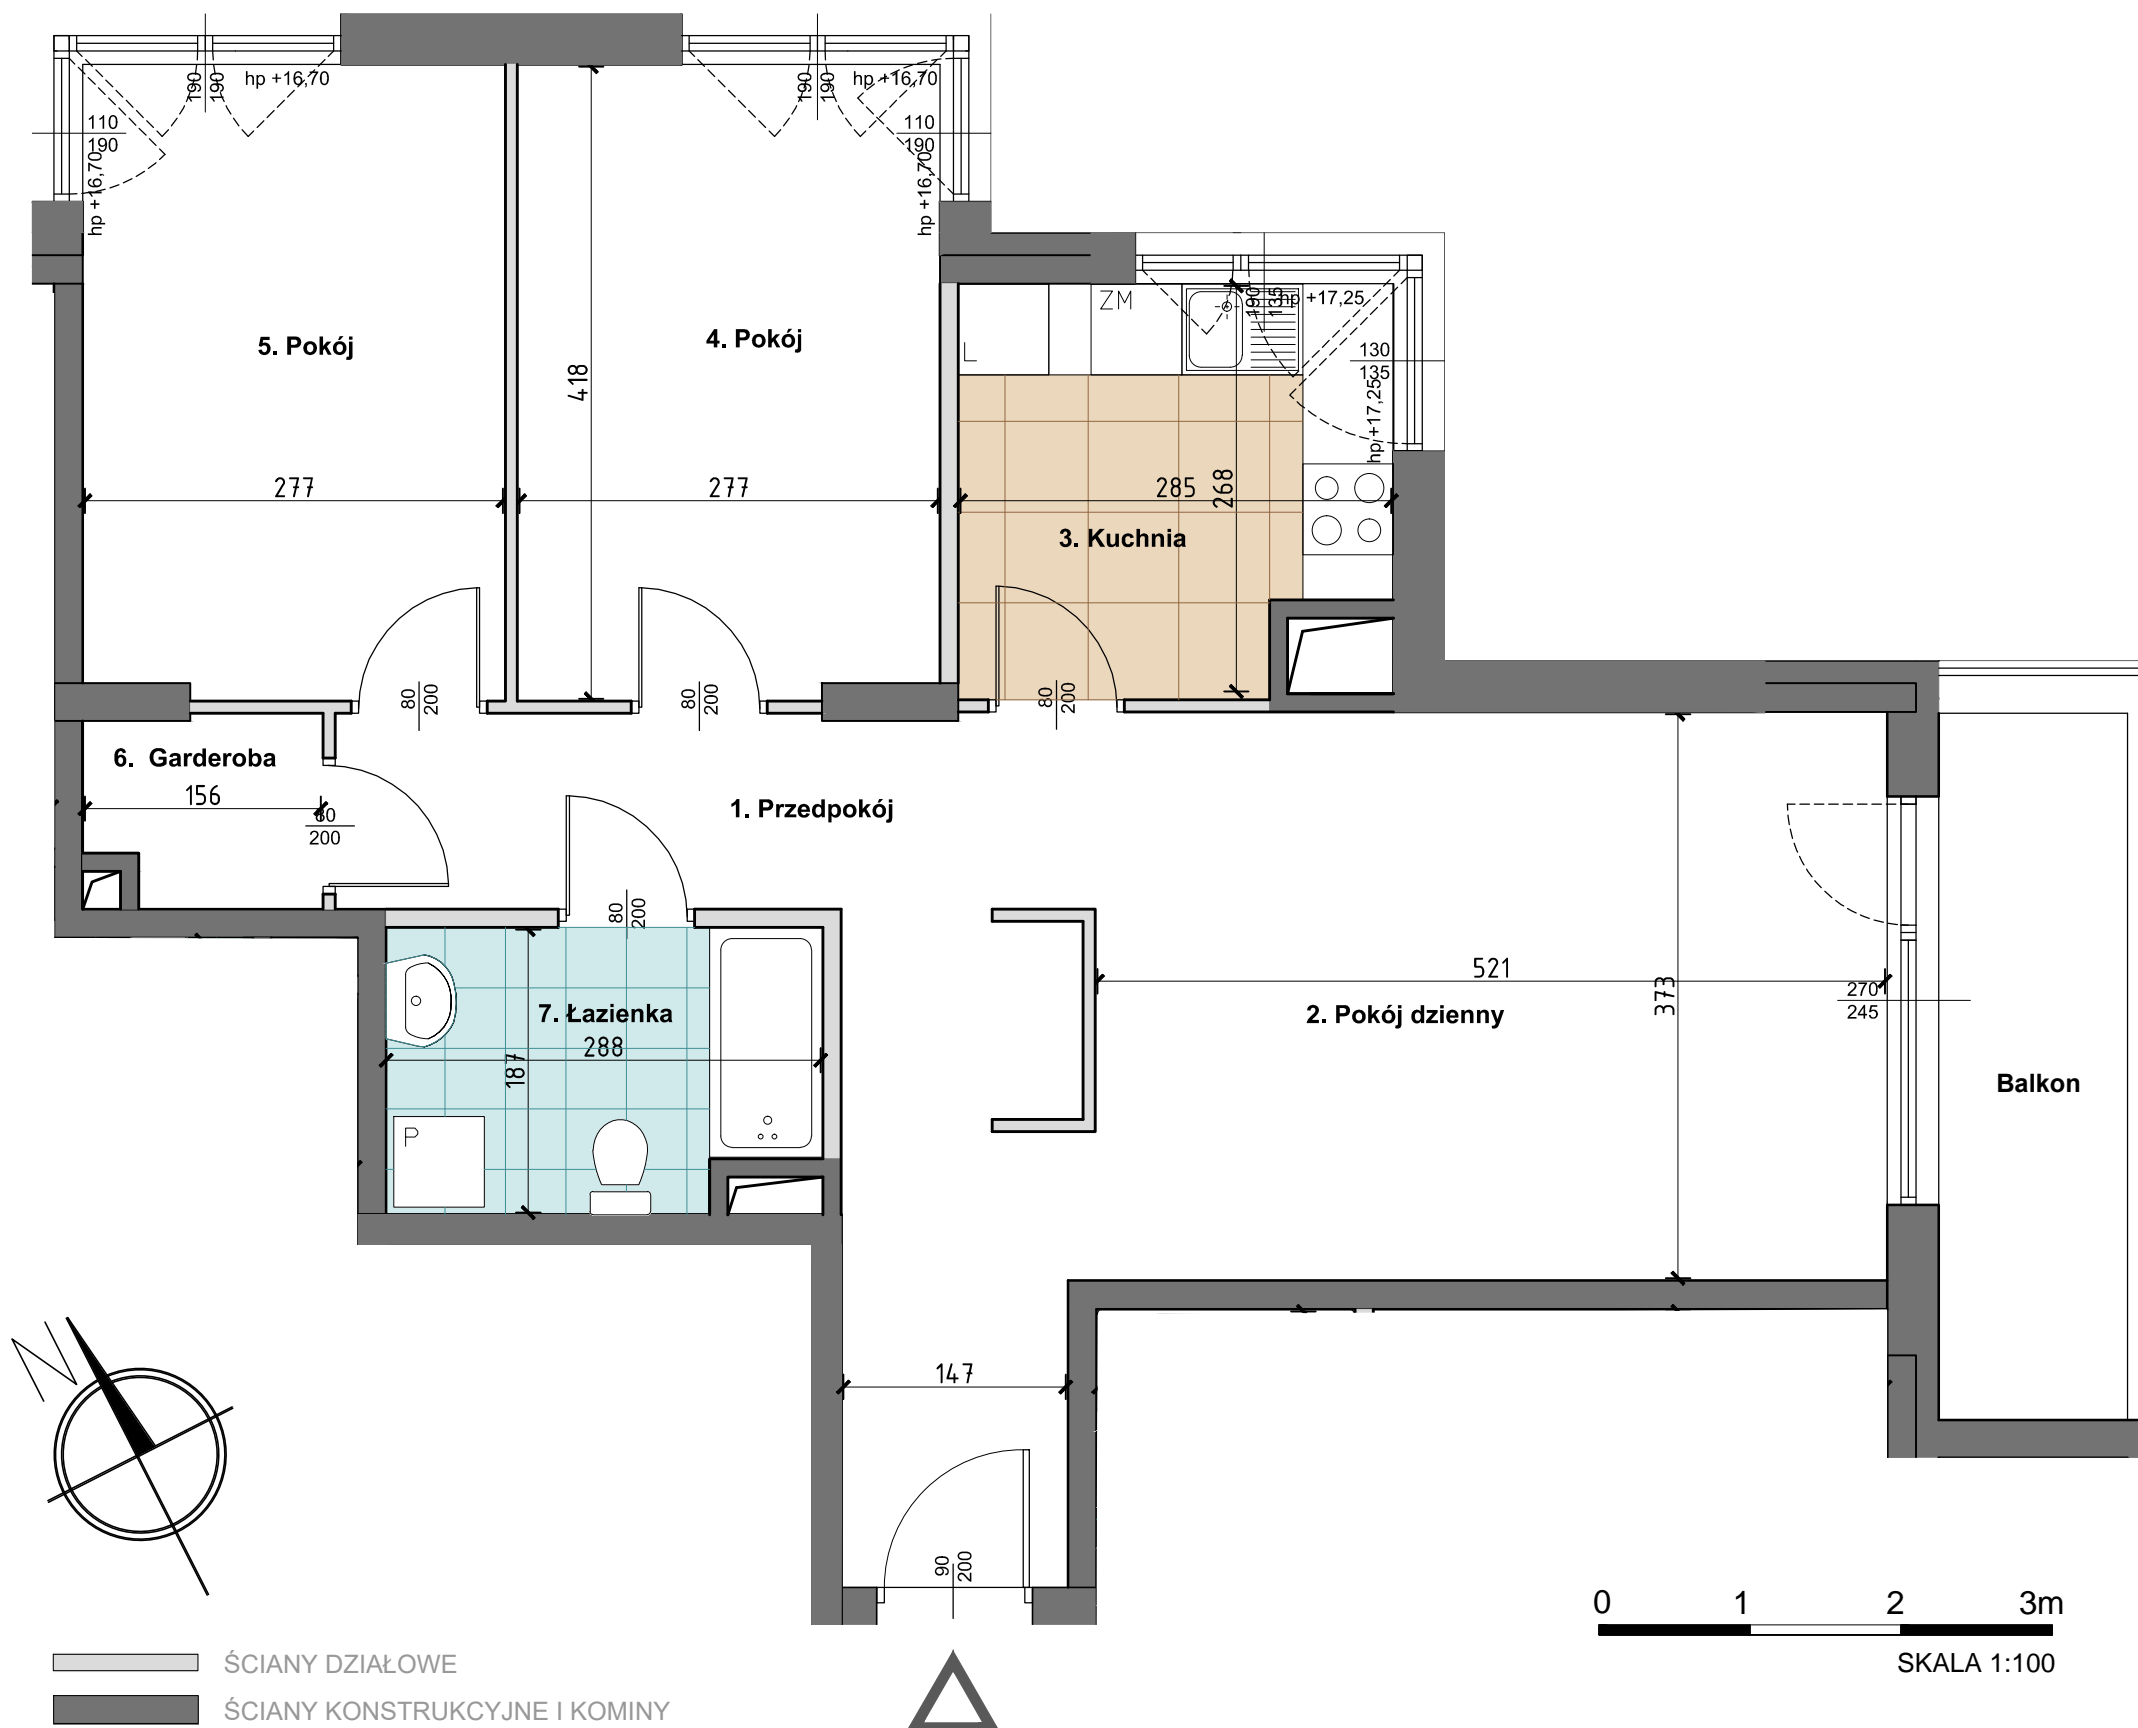 190
190
hp +16,70
190
190
hp +16,70
110
190
hp +16,70
110
190
hp +16,70
ZM
190
135
hp +17,25
L
130
135
hp +17,25
5. Pokój
4. Pokój
418
277
277
285
268
3. Kuchnia
80
200
80
200
80
200
6. Garderoba
156
80
200
1. Przedpokój
80
200
521
373
270
245
2. Pokój dzienny
7. Łazienka
288
187
Balkon
P
N
147
90
200
0 1 2 3m
SKALA 1:100
ŚCIANY DZIAŁOWE
ŚCIANY KONSTRUKCYJNE I KOMINY